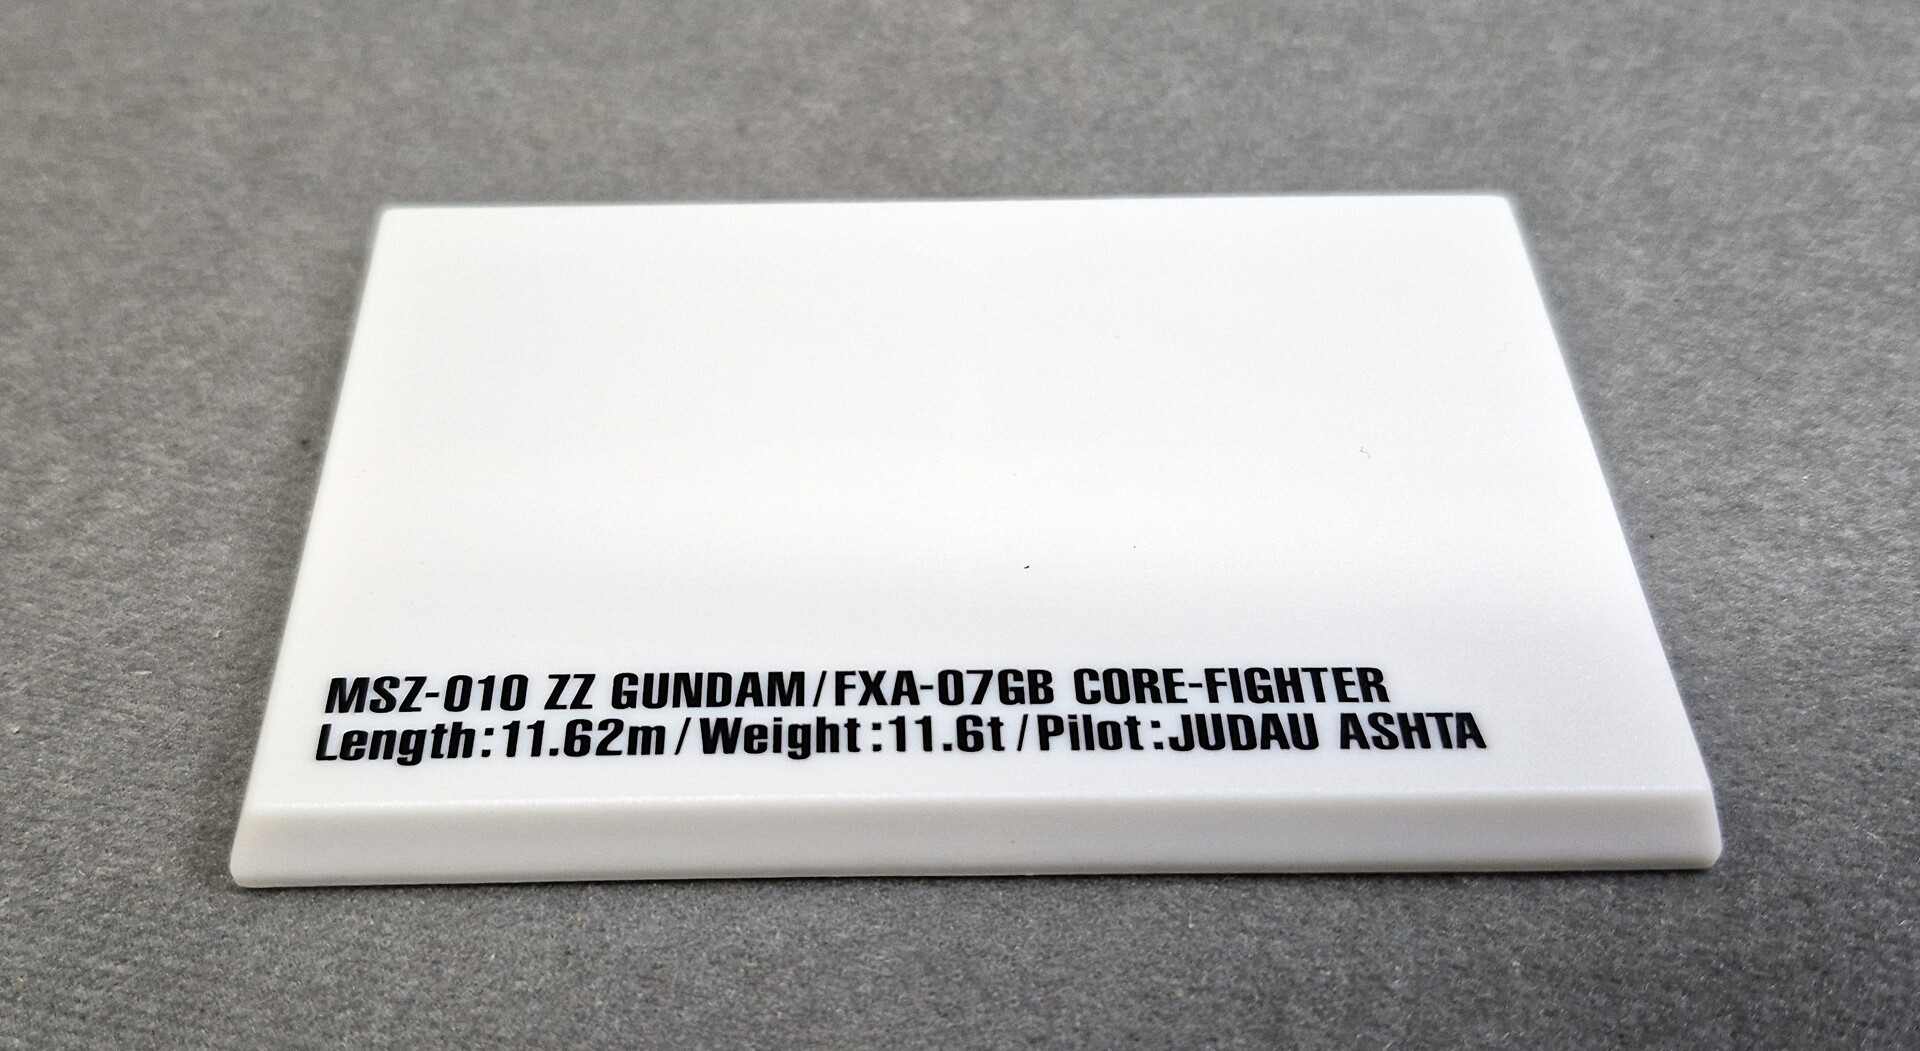 MSZ-010 ZZ GUNDAM/FXA-07GB CORE-FIGHTER
Length:11.62m/Weight:11.6t/Pilot:JUDAU ASHTA